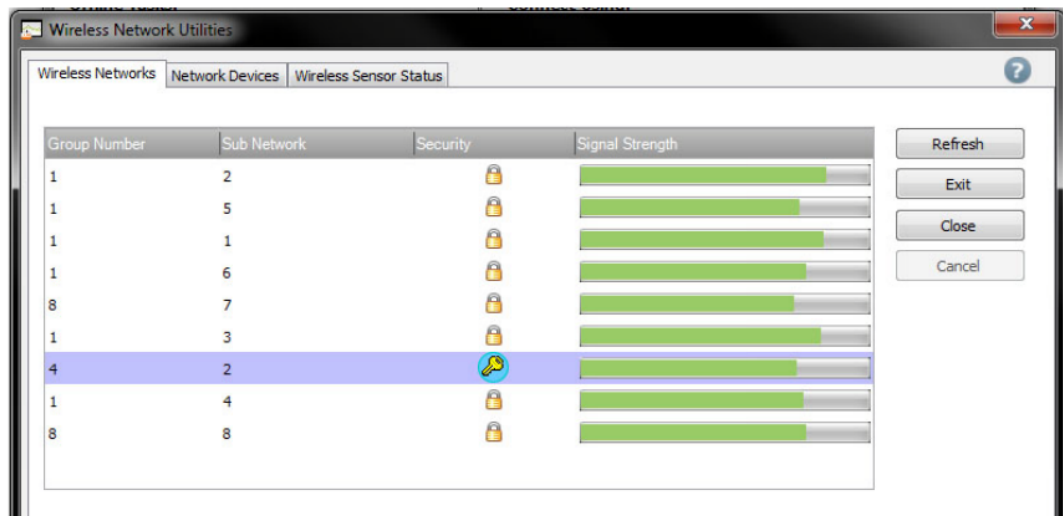 Wireless Network Utilities
Wireless Networks Network Devices Wireless Sensor Status
Group Number Sub Network Security Signal Strength
1 2
1 5
1 1
1 6
8 7
1 3
4 2
1 4
8 8
Refresh
Exit
Close
Cancel